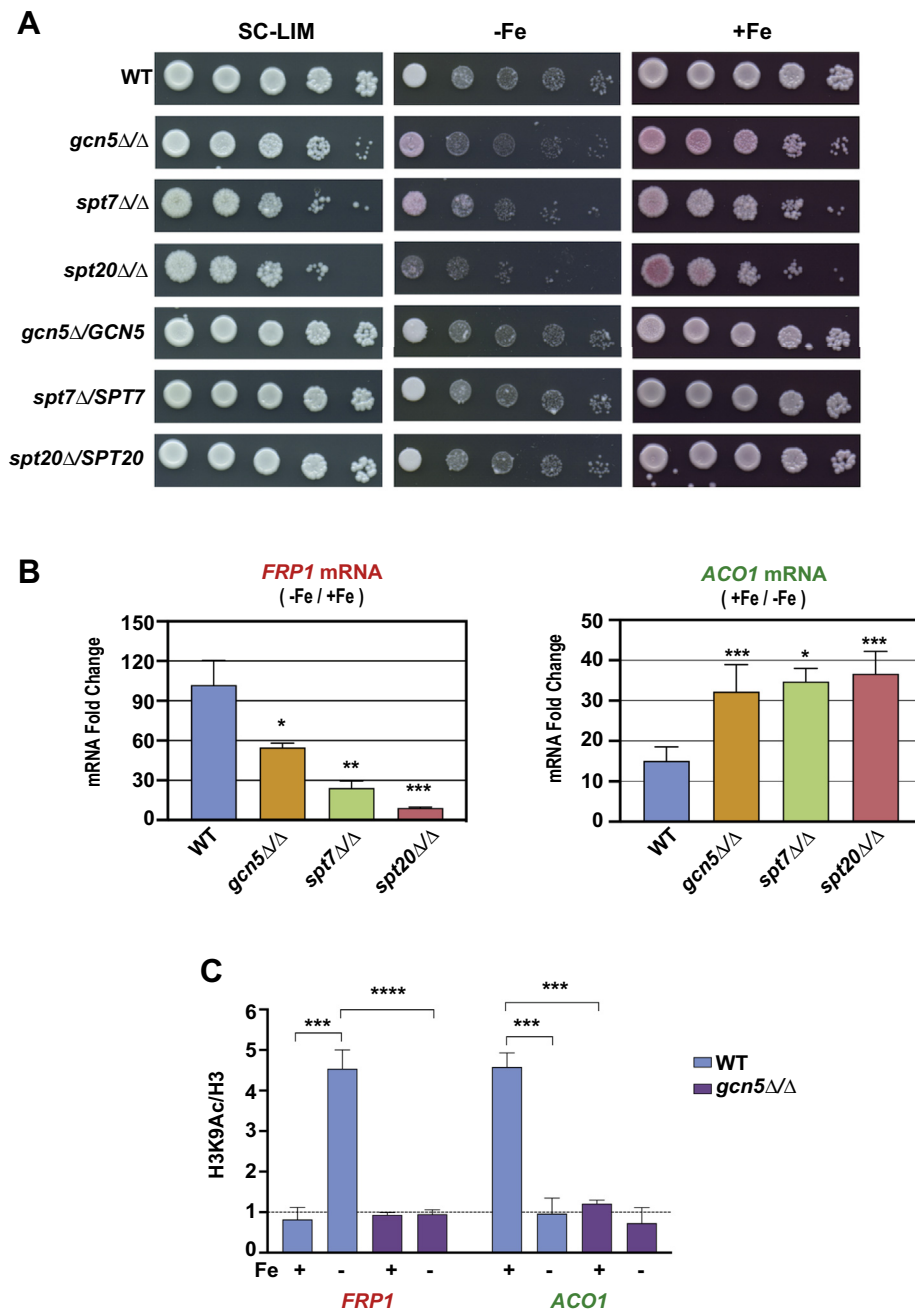 A
SC-LIM -Fe +Fe
WT
gcn5Δ/Δ
spt7Δ/Δ
spt20Δ/Δ
gcn5Δ/GCN5
spt7Δ/SPT7
spt20Δ/SPT20
B
FRP1 mRNA
( -Fe / +Fe )
mRNA Fold Change
150
120
90
60
30
0
* ** ***
WT gcn5Δ/Δ spt7Δ/Δ spt20Δ/Δ
ACO1 mRNA
( +Fe / -Fe )
mRNA Fold Change
50
40
30
20
10
0
*** * ***
WT gcn5Δ/Δ spt7Δ/Δ spt20Δ/Δ
C
H3K9Ac/H3
6
5
4
3
2
1
0
*** **** *** ***
WT
gcn5Δ/Δ
Fe + - + - + - + -
FRP1 ACO1